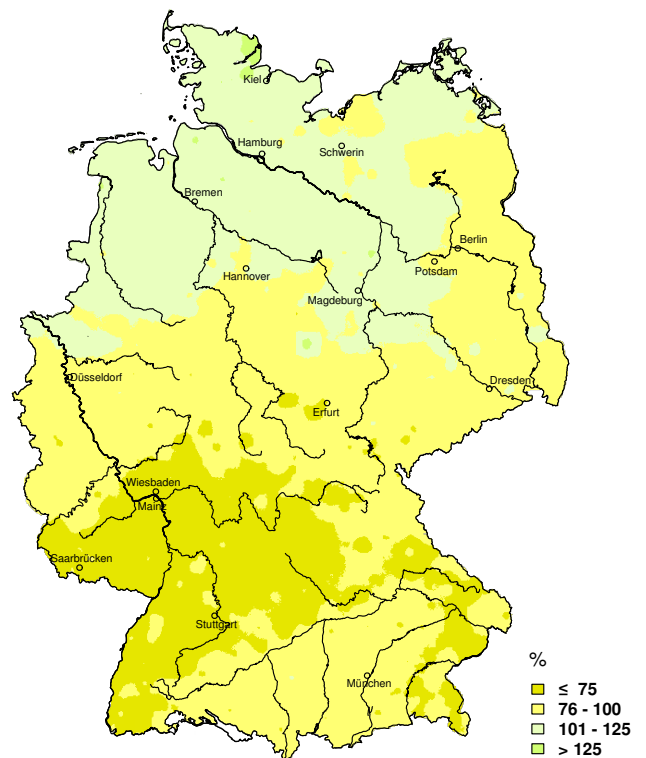 Kiel
Hamburg
Schwerin
Bremen
Berlin
Hannover
Potsdam
Magdeburg
Düsseldorf
Dresden
Erfurt
Wiesbaden
Mainz
Saarbrücken
Stuttgart
München
%
≤ 75
76 - 100
101 - 125
> 125